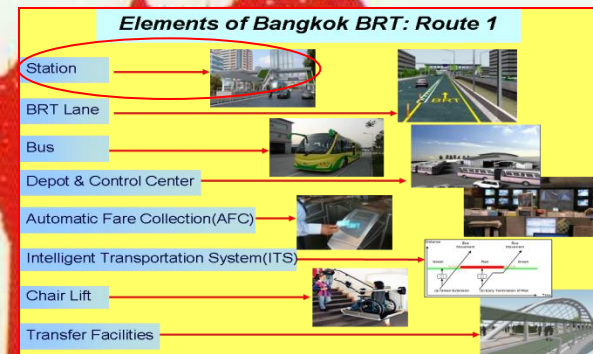 Elements of Bangkok BRT: Route 1
Station
BRT Lane
BRT
Bus
Depot & Control Center
Automatic Fare Collection(AFC)
Intelligent Transportation System(ITS)
Chair Lift
Transfer Facilities